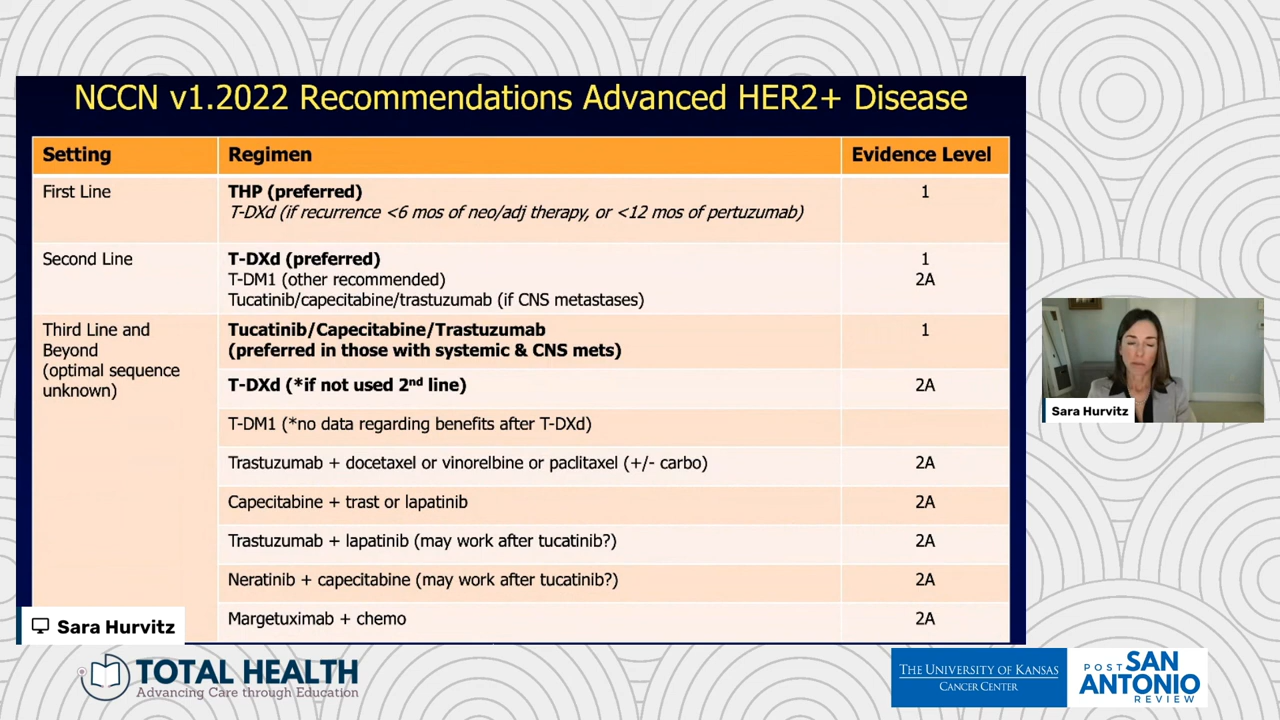 NCCN v1.2022 Recommendations Advanced HER2+ Disease
Setting Regimen Evidence Level
First Line THP (preferred) 1
T-DXd (if recurrence <6 mos of neo/adj therapy, or <12 mos of pertuzumab)
Second Line T-DXd (preferred) 1
T-DM1 (other recommended) 2A
Tucatinib/capecitabine/trastuzumab (if CNS metastases)
Third Line and Tucatinib/Capecitabine/Trastuzumab 1
Beyond (preferred in those with systemic & CNS mets)
(optimal sequence
unknown) T-DXd (*if not used 2nd line) 2A
T-DM1 (*no data regarding benefits after T-DXd)
Trastuzumab + docetaxel or vinorelbine or paclitaxel (+/- carbo) 2A
Capecitabine + trast or lapatinib 2A
Trastuzumab + lapatinib (may work after tucatinib?) 2A
Neratinib + capecitabine (may work after tucatinib?) 2A
Margetuximab + chemo 2A
Sara Hurvitz
Sara Hurvitz
TOTAL HEALTH
Advancing Care through Education
THE UNIVERSITY OF KANSAS
CANCER CENTER
POST SAN
ANTONIO
REVIEW